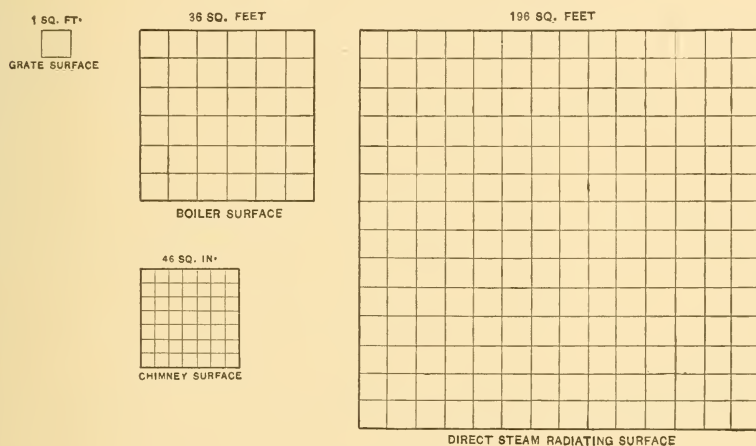 1 SQ. FT.
GRATE SURFACE
36 SQ. FEET
BOILER SURFACE
46 SQ. IN.
CHIMNEY SURFACE
196 SQ. FEET
DIRECT STEAM RADIATING SURFACE